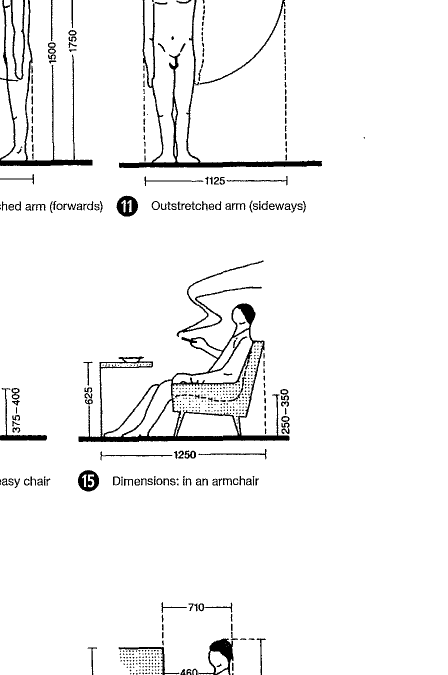 1500
1750
1125
ched arm (forwards)
11 Outstretched arm (sideways)
625
375–400
250–350
1250
easy chair
15 Dimensions: in an armchair
710
460